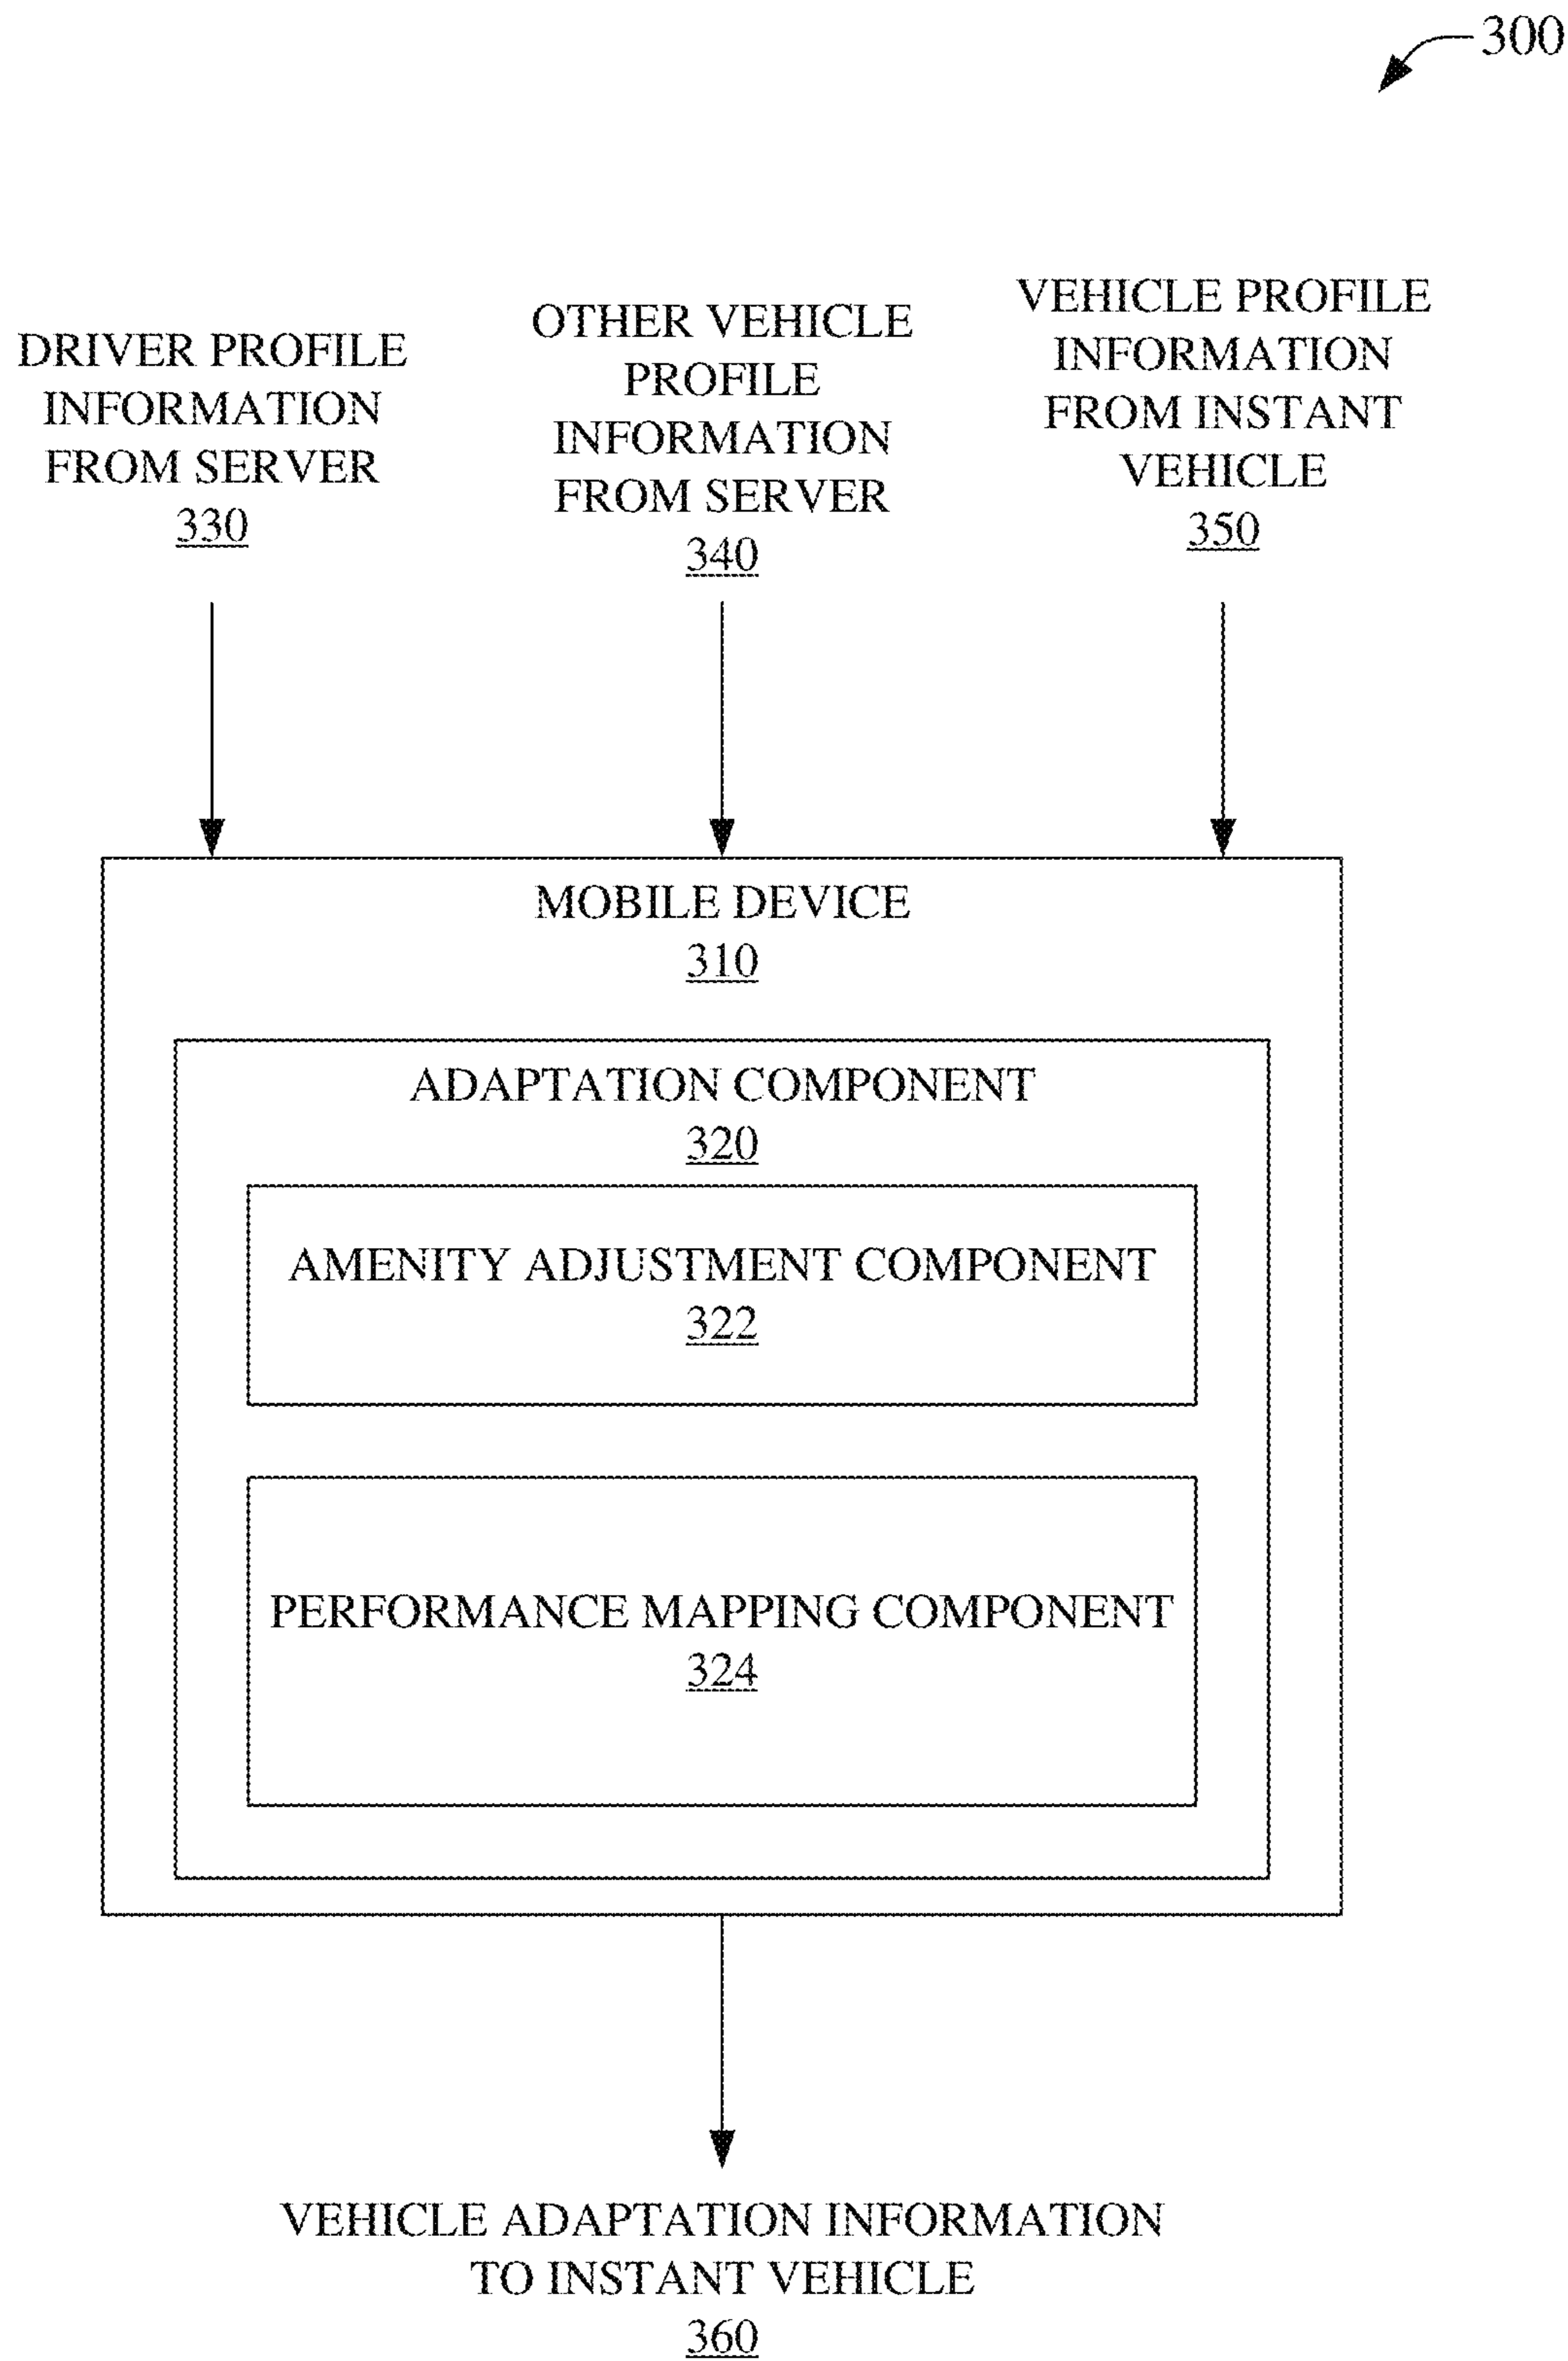 300
DRIVER PROFILE
INFORMATION
FROM SERVER
330
OTHER VEHICLE
PROFILE
INFORMATION
FROM SERVER
340
VEHICLE PROFILE
INFORMATION
FROM INSTANT
VEHICLE
350
MOBILE DEVICE
310
ADAPTATION COMPONENT
320
AMENITY ADJUSTMENT COMPONENT
322
PERFORMANCE MAPPING COMPONENT
324
VEHICLE ADAPTATION INFORMATION
TO INSTANT VEHICLE
360